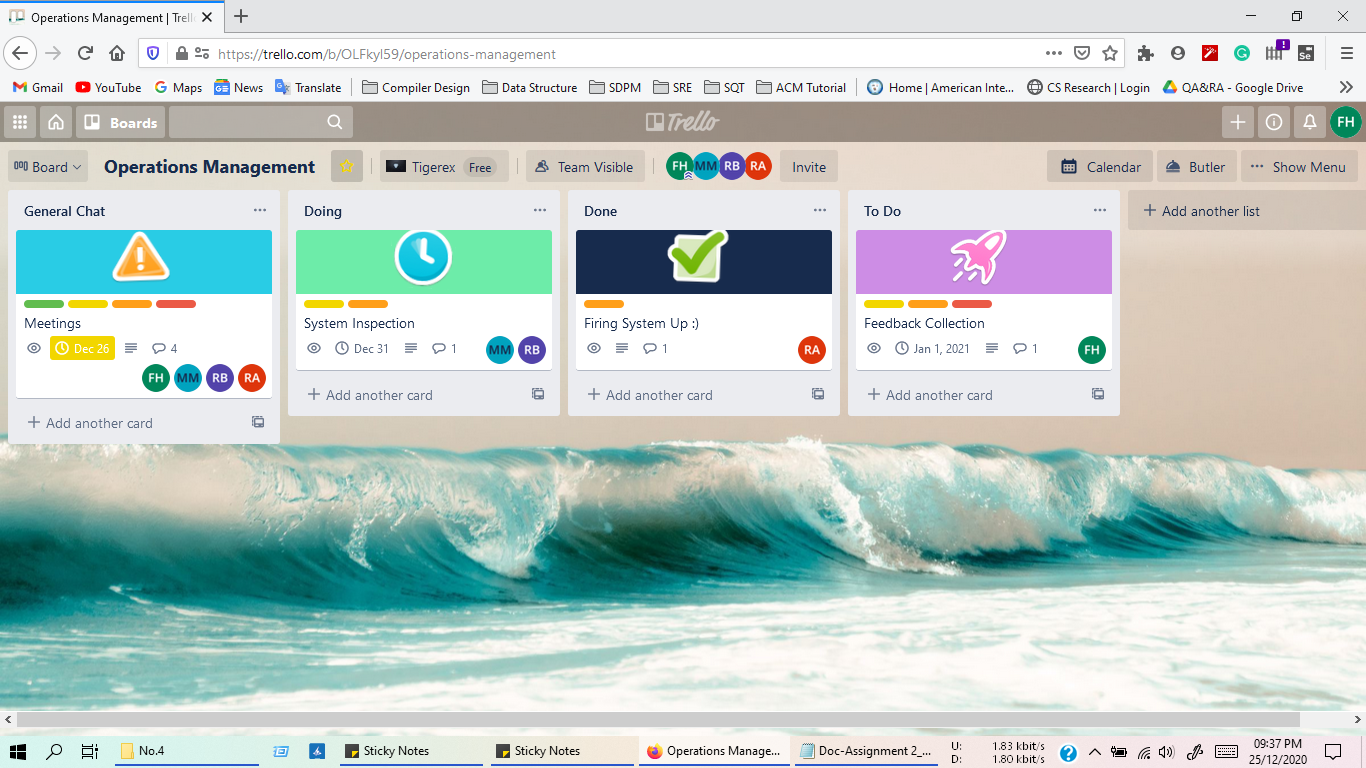 Operations Management | Trell
https://trello.com/b/OLFkyl59/operations-management
Gmail YouTube Maps News Translate Compiler Design Data Structure SDPM SRE SQT ACM Tutorial Home | American Inte... CS Research | Login QA&RA - Google Drive
Boards Trello FH
Board Operations Management Tigerex Free Team Visible FH MM RB RA Invite Calendar Butler Show Menu
General Chat
Meetings
Dec 26 4
FH MM RB RA
Add another card
Doing
System Inspection
Dec 31 1 MM RB
Add another card
Done
Firing System Up :)
1 RA
Add another card
To Do
Feedback Collection
Jan 1, 2021 1 FH
Add another card
Add another list
No.4 Sticky Notes Sticky Notes Operations Manage... Doc-Assignment 2_...
U: 1.83 kbit/s
D: 1.80 kbit/s
09:37 PM
25/12/2020